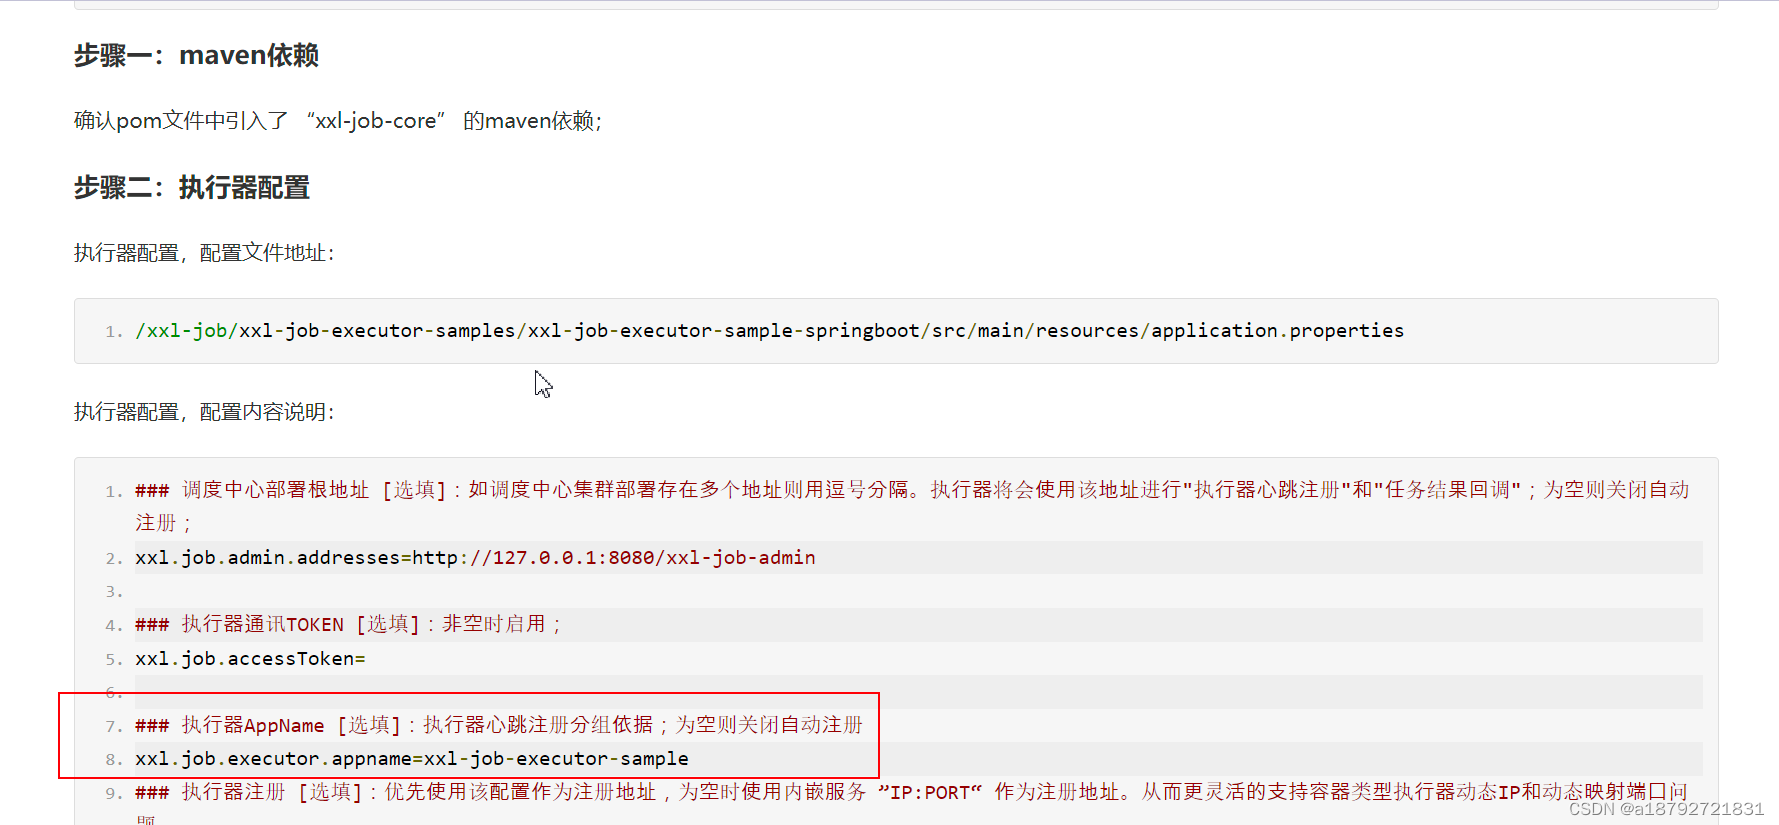 步骤一：maven依赖
确认pom文件中引入了 “xxl-job-core” 的maven依赖；
步骤二：执行器配置
执行器配置，配置文件地址：
1. /xxl-job/xxl-job-executor-samples/xxl-job-executor-sample-springboot/src/main/resources/application.properties
执行器配置，配置内容说明：
1. ### 调度中心部署根地址 [选填]：如调度中心集群部署存在多个地址则用逗号分隔。执行器将会使用该地址进行"执行器心跳注册"和"任务结果回调"；为空则关闭自动
注册；
2. xxl.job.admin.addresses=http://127.0.0.1:8080/xxl-job-admin
3.
4. ### 执行器通讯TOKEN [选填]：非空时启用；
5. xxl.job.accessToken=
6.
7. ### 执行器AppName [选填]：执行器心跳注册分组依据；为空则关闭自动注册
8. xxl.job.executor.appname=xxl-job-executor-sample
9. ### 执行器注册 [选填]：优先使用该配置作为注册地址，为空时使用内嵌服务 ”IP:PORT“ 作为注册地址。从而更灵活的支持容器类型执行器动态IP和动态映射端口问
题
CSDN @a18792721831